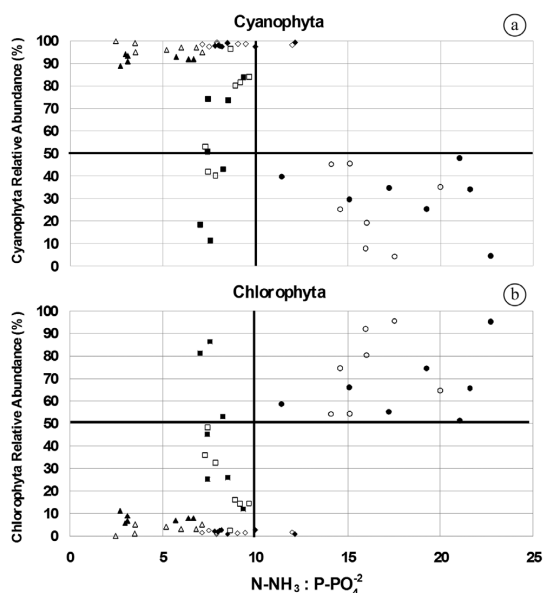 Cyanophyta
a
Cyanophyta Relative Abundance (%)
100
90
80
70
60
50
40
30
20
10
0
Chlorophyta
b
Chlorophyta Relative Abundance (%)
100
90
80
70
60
50
40
30
20
10
0
0 5 10 15 20 25
N-NH₃ : P-PO₄⁻²